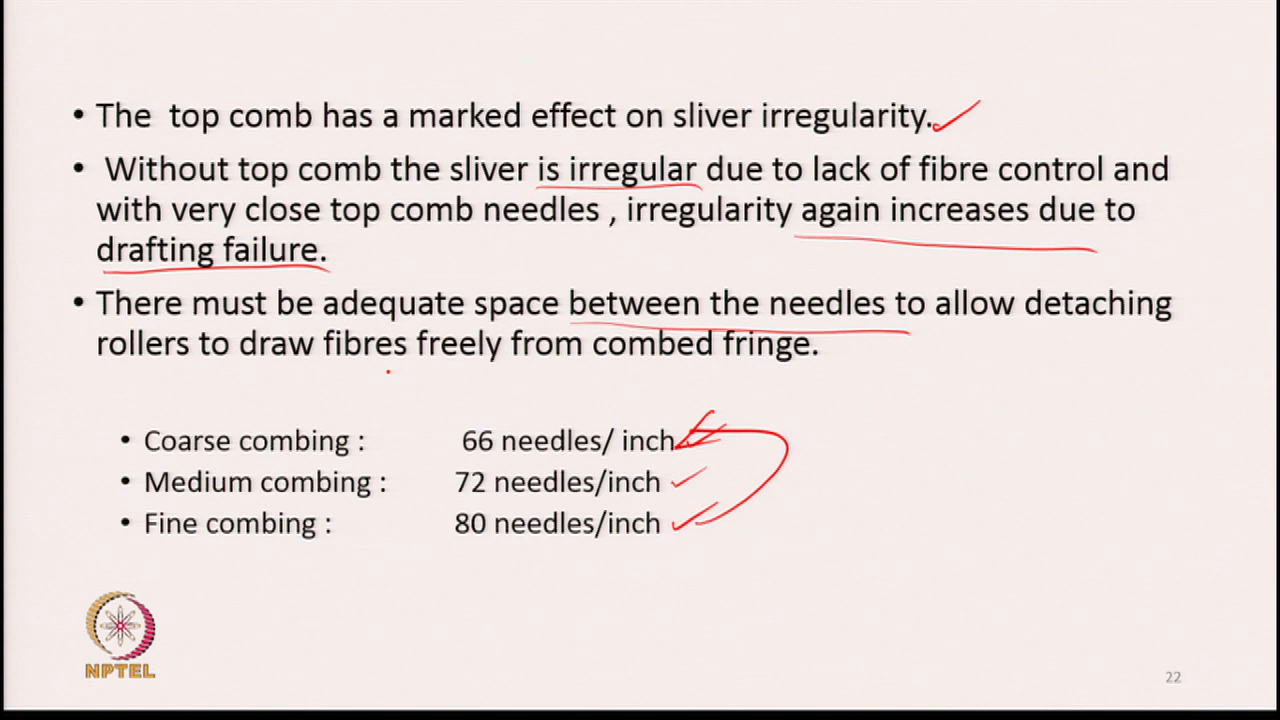 • The top comb has a marked effect on sliver irregularity.
• Without top comb the sliver is irregular due to lack of fibre control and
with very close top comb needles , irregularity again increases due to
drafting failure.
• There must be adequate space between the needles to allow detaching
rollers to draw fibres freely from combed fringe.
• Coarse combing : 66 needles/ inch
• Medium combing : 72 needles/inch
• Fine combing : 80 needles/inch
NPTEL
22